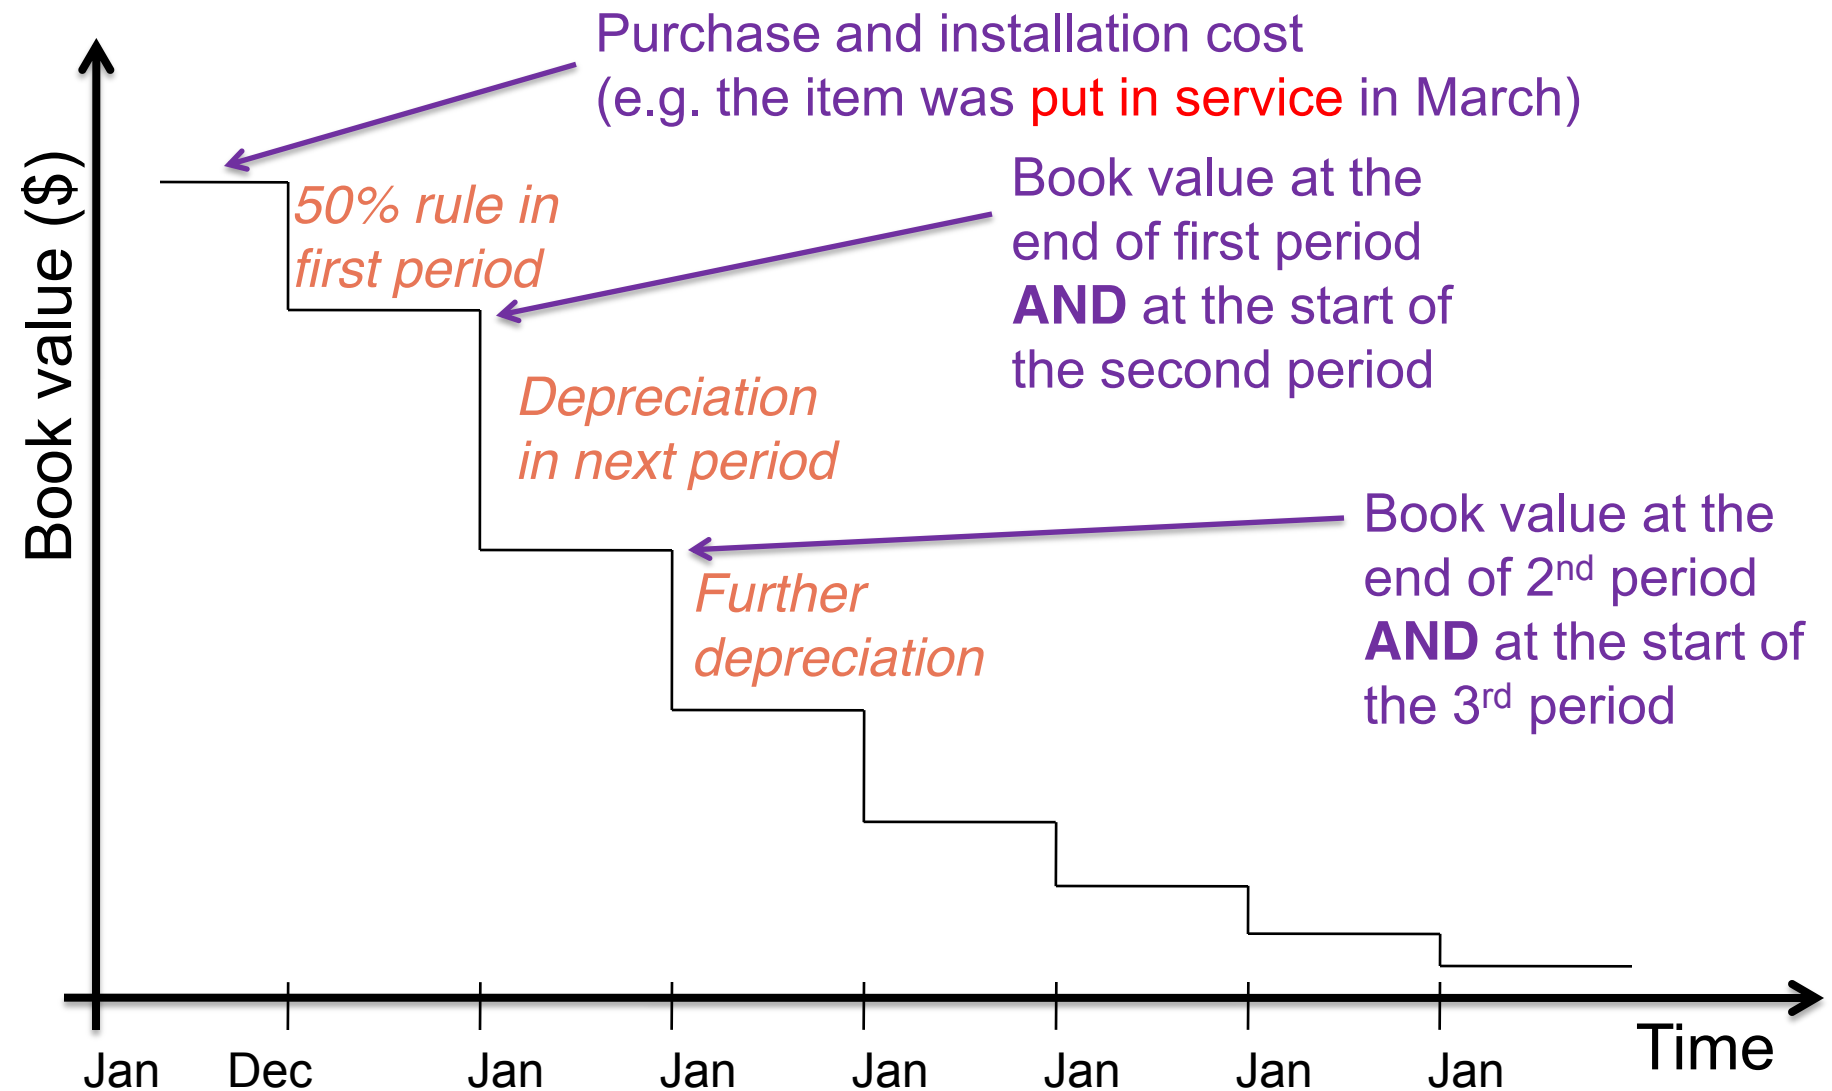 Purchase and installation cost
(e.g. the item was put in service in March)
Book value ($)
50% rule in
first period
Book value at the
end of first period
AND at the start of
the second period
Depreciation
in next period
Book value at the
end of 2nd period
AND at the start of
the 3rd period
Further
depreciation
Time
Jan Dec Jan Jan Jan Jan Jan Jan